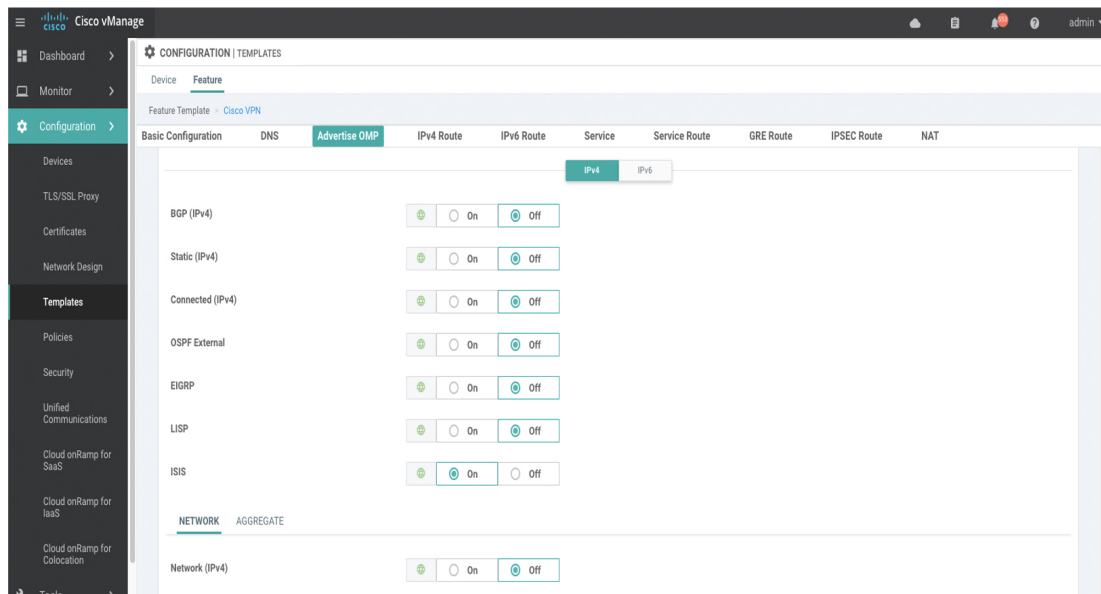 CISCO Cisco vManage
553
admin
Dashboard
Monitor
Configuration
Devices
TLS/SSL Proxy
Certificates
Network Design
Templates
Policies
Security
Unified
Communications
Cloud onRamp for
SaaS
Cloud onRamp for
IaaS
Cloud onRamp for
Colocation
CONFIGURATION | TEMPLATES
Device Feature
Feature Template > Cisco VPN
Basic Configuration DNS Advertise OMP IPv4 Route IPv6 Route Service Service Route GRE Route IPSEC Route NAT
IPv4 IPv6
BGP (IPv4) On Off
Static (IPv4) On Off
Connected (IPv4) On Off
OSPF External On Off
EIGRP On Off
LISP On Off
ISIS On Off
NETWORK AGGREGATE
Network (IPv4) On Off